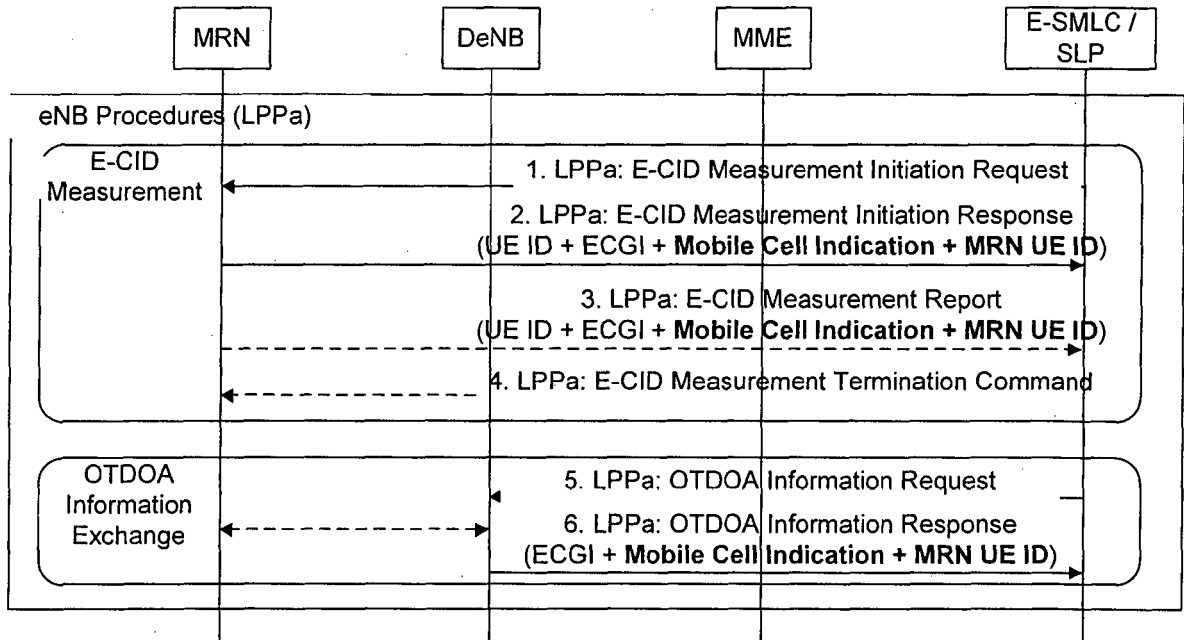 MRN
DeNB
MME
E-SMLC /
SLP
eNB Procedures (LPPa)
E-CID
Measurement
1. LPPa: E-CID Measurement Initiation Request
2. LPPa: E-CID Measurement Initiation Response
(UE ID + ECGI + Mobile Cell Indication + MRN UE ID)
3. LPPa: E-CID Measurement Report
(UE ID + ECGI + Mobile Cell Indication + MRN UE ID)
4. LPPa: E-CID Measurement Termination Command
OTDOA
Information
Exchange
5. LPPa: OTDOA Information Request
6. LPPa: OTDOA Information Response
(ECGI + Mobile Cell Indication + MRN UE ID)